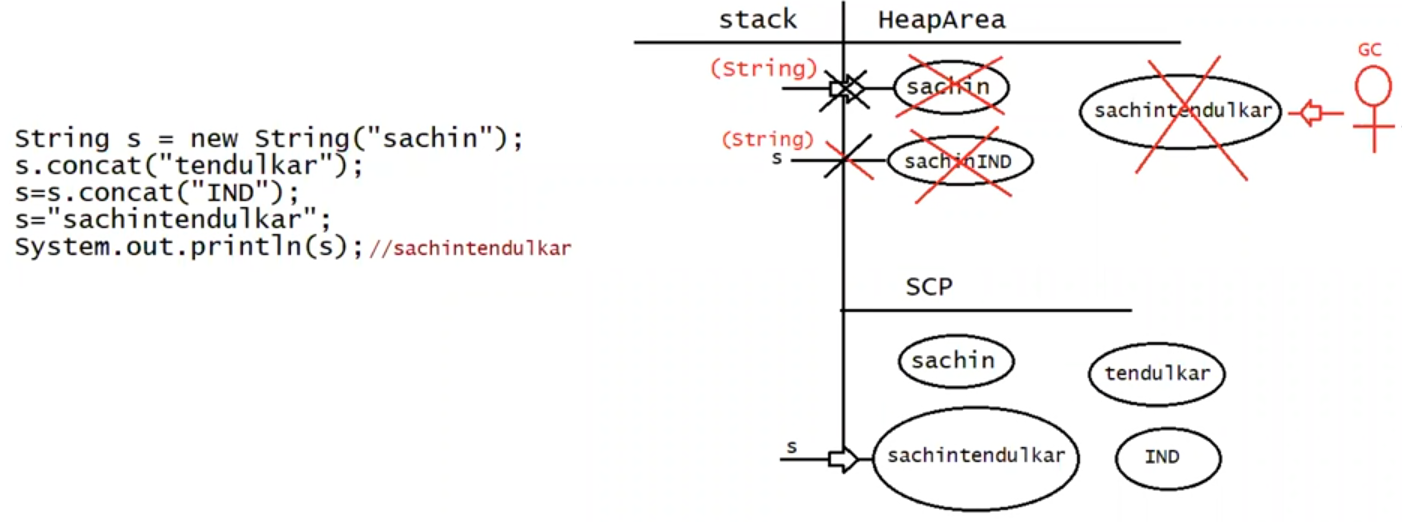 String s = new String("sachin");
s.concat("tendulkar");
s=s.concat("IND");
s="sachintendulkar";
System.out.println(s);//sachintendulkar
stack
HeapArea
(String)
sachin
sachintendulkar
GC
(String)
s
sachinIND
SCP
sachin
tendulkar
s
sachintendulkar
IND